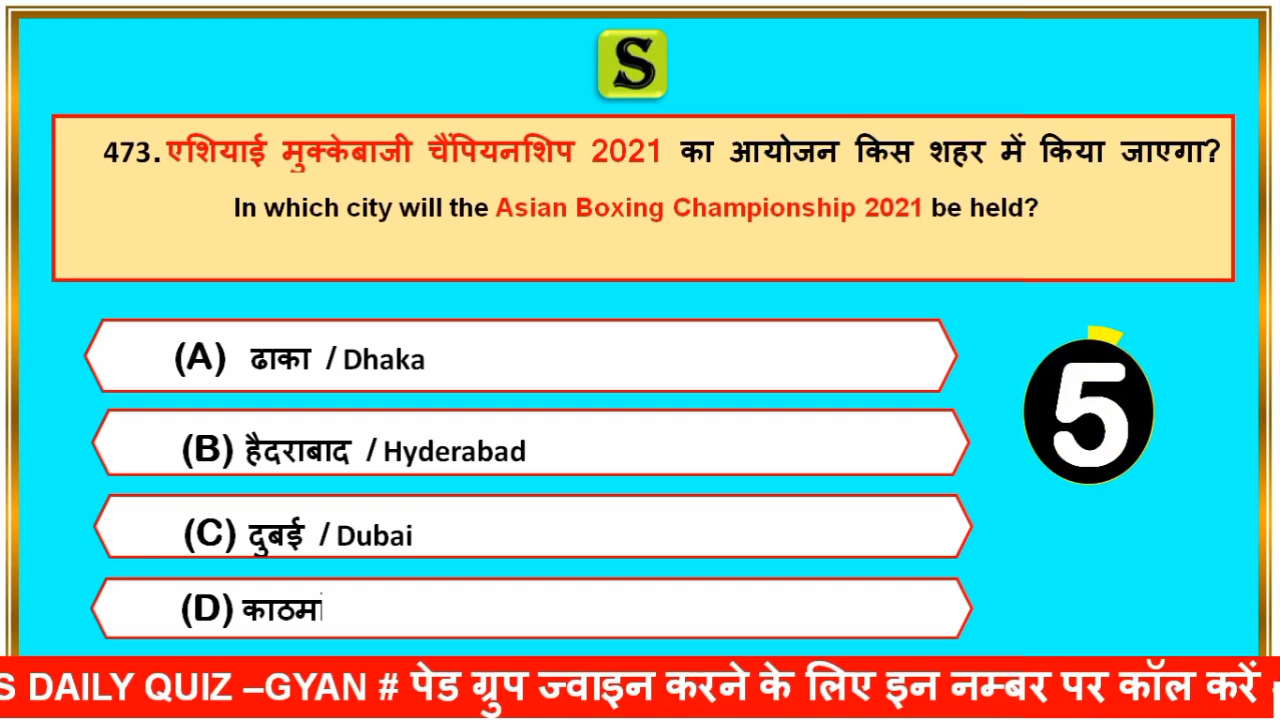 S
473. एशियाई मुक्केबाजी चैंपियनशिप 2021 का आयोजन किस शहर में किया जाएगा?
In which city will the Asian Boxing Championship 2021 be held?
(A) ढाका / Dhaka
(B) हैदराबाद / Hyderabad
(C) दुबई / Dubai
5
(D) काठमा
S DAILY QUIZ –GYAN # पेड ग्रुप ज्वाइन करने के लिए इन नम्बर पर कॉल करें